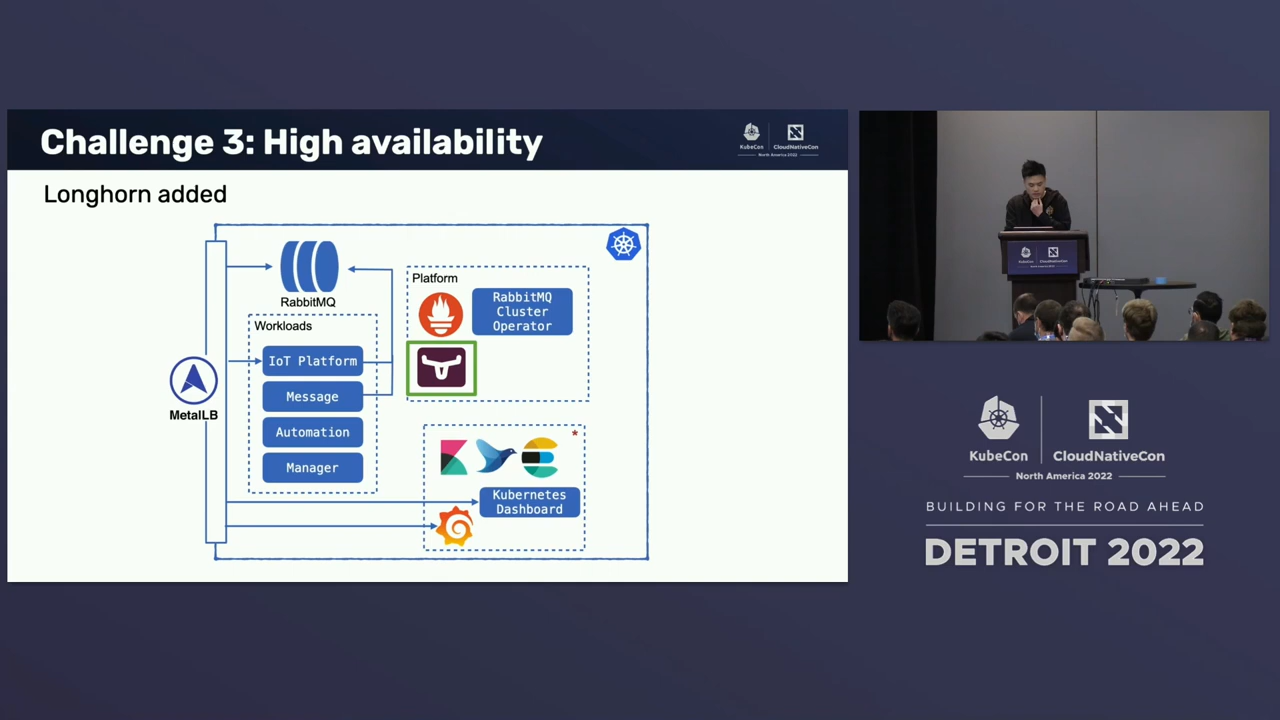 Challenge 3: High availability
KubeCon
CloudNativeCon
North America 2022
Longhorn added
RabbitMQ
Platform
RabbitMQ
Cluster
Operator
Workloads
IoT Platform
Message
Automation
Manager
MetalLB
*
Kubernetes
Dashboard
KubeCon
CloudNativeCon
North America 2022
BUILDING FOR THE ROAD AHEAD
DETROIT 2022